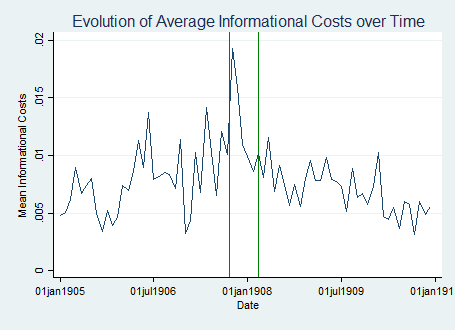 Evolution of Average Informational Costs over Time
Mean Informational Costs
.02
.015
.01
.005
0
01jan1905
01jul1906
01jan1908
01jul1909
01jan191
Date